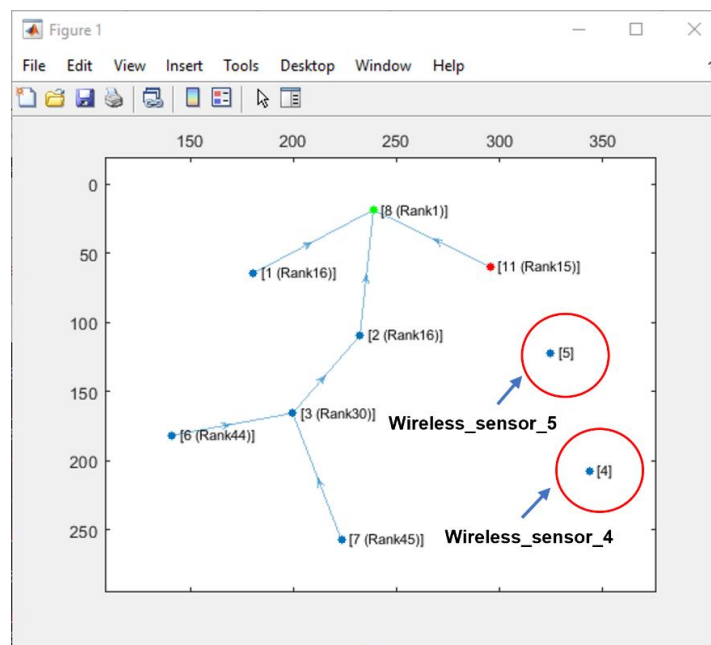 Figure 1
File Edit View Insert Tools Desktop Window Help
150 200 250 300 350
0
[8 (Rank1)]
50
[1 (Rank16)]
[11 (Rank15)]
100
[2 (Rank16)]
[5]
150
[3 (Rank30)]
Wireless_sensor_5
[6 (Rank44)]
200
[4]
250
Wireless_sensor_4
[7 (Rank45)]